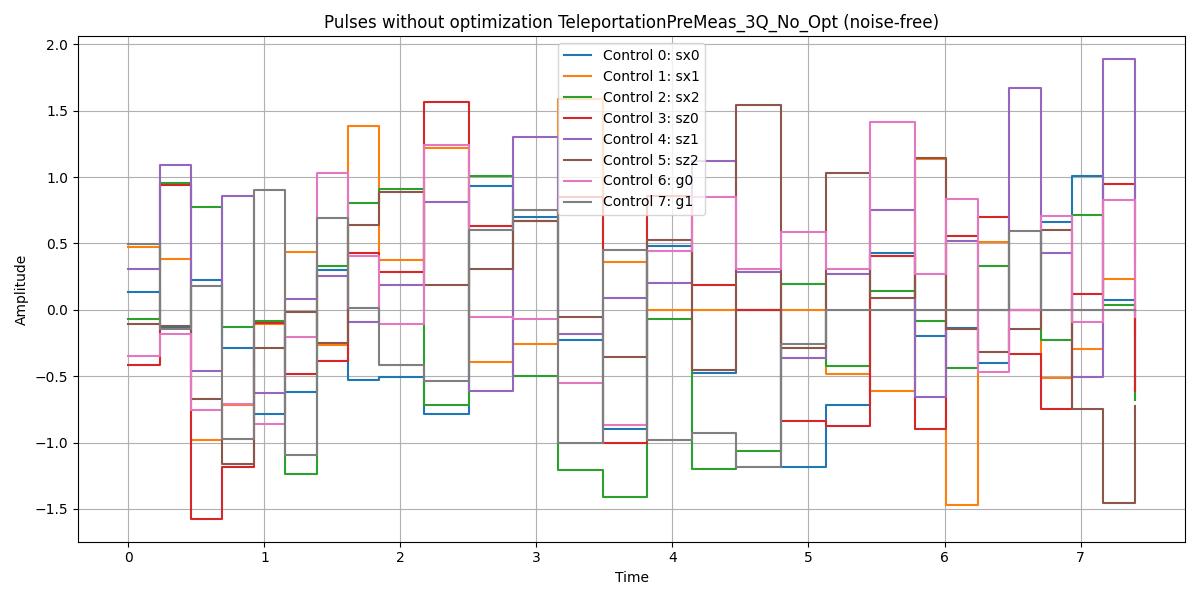 Pulses without optimization TeleportationPreMeas_3Q_No_Opt (noise-free)
2.0
1.5
1.0
0.5
0.0
−0.5
−1.0
−1.5
Amplitude
Control 0: sx0
Control 1: sx1
Control 2: sx2
Control 3: sz0
Control 4: sz1
Control 5: sz2
Control 6: g0
Control 7: g1
0 1 2 3 4 5 6 7
Time